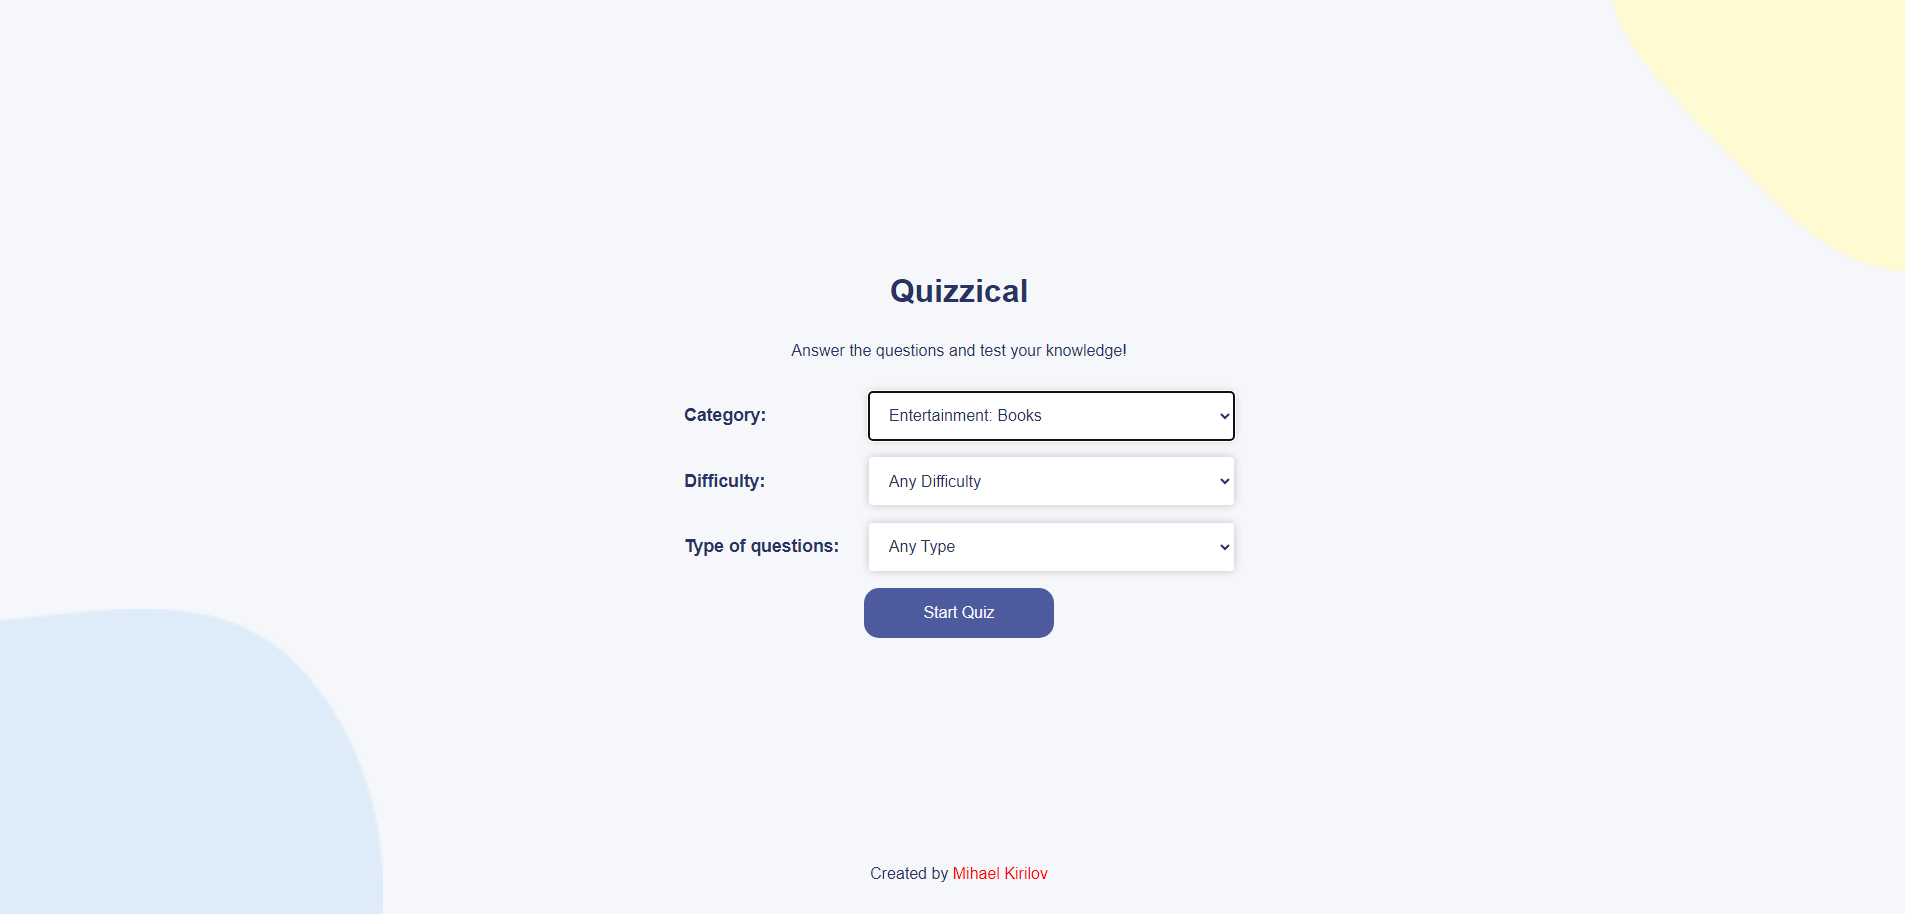 Quizzical
Answer the questions and test your knowledge!
Category: Entertainment: Books
Difficulty: Any Difficulty
Type of questions: Any Type
Start Quiz
Created by Mihael Kirilov